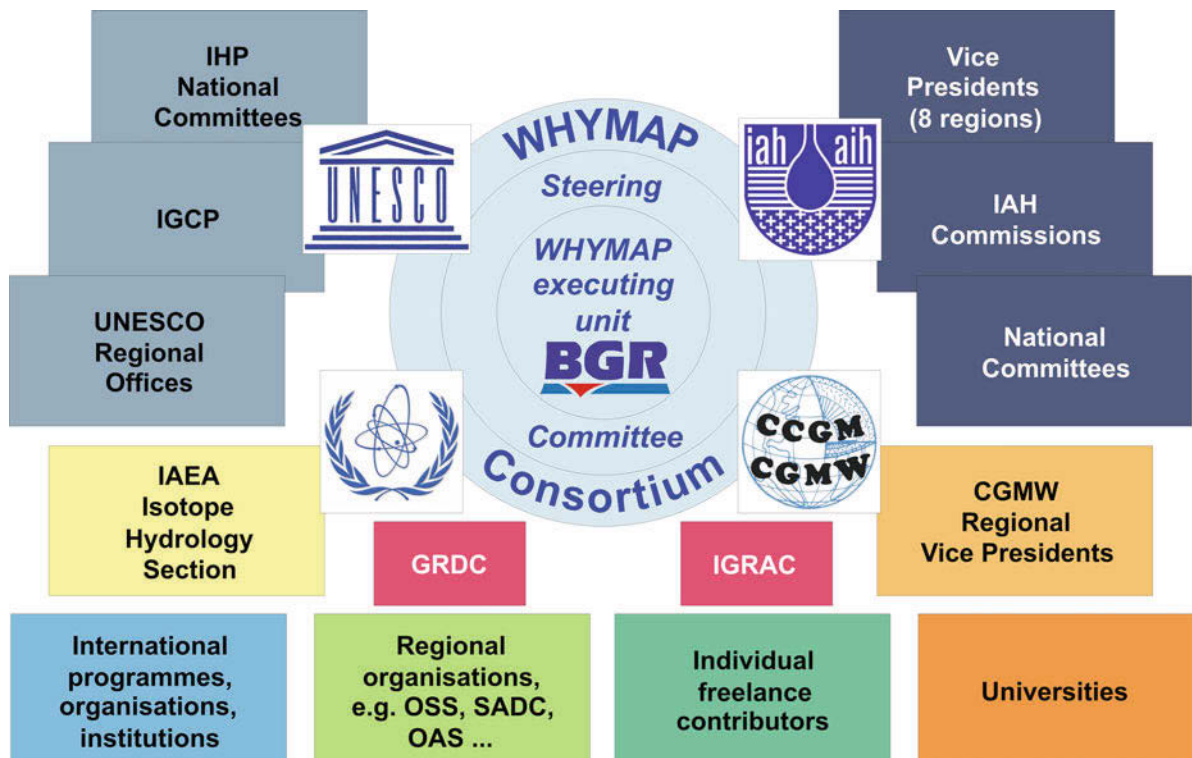 IHP
National
Committees
IGCP
UNESCO
Regional
Offices
IAEA
Isotope
Hydrology
Section
UNESCO
WHYMAP
Steering
WHYMAP
executing
unit
BGR
Committee
Consortium
iah aih
CCGM
CGMW
Vice
Presidents
(8 regions)
IAH
Commissions
National
Committees
CGMW
Regional
Vice Presidents
GRDC
IGRAC
International
programmes,
organisations,
institutions
Regional
organisations,
e.g. OSS, SADC,
OAS ...
Individual
freelance
contributors
Universities